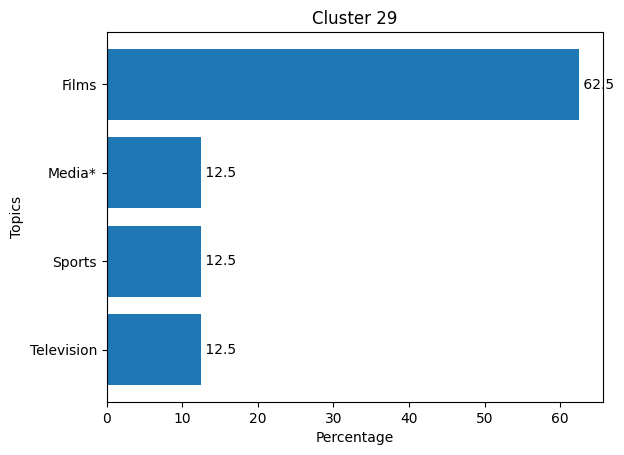 Cluster 29
Topics
Films
62.5
Media*
12.5
Sports
12.5
Television
12.5
0 10 20 30 40 50 60
Percentage